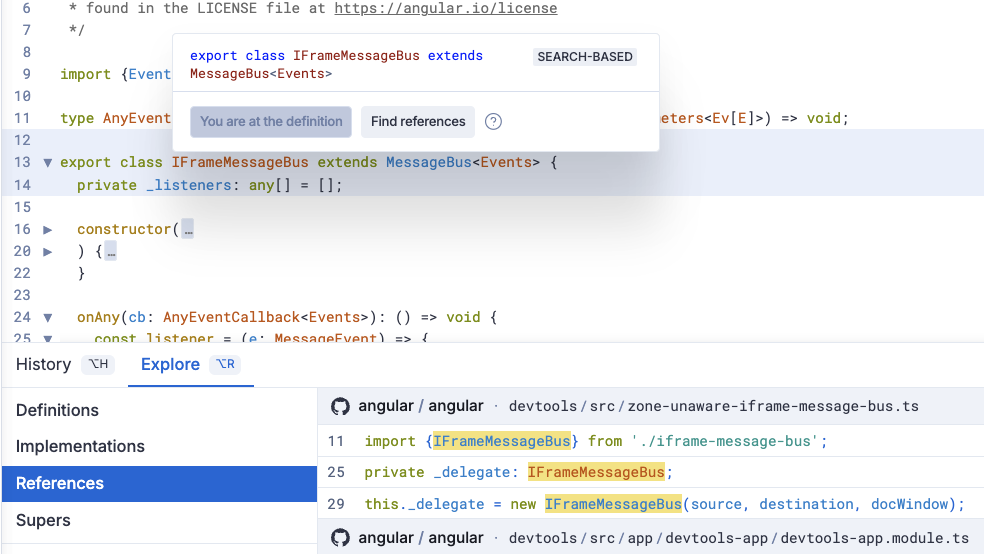 6 * found in the LICENSE file at https://angular.io/license
7 */
8
export class IFrameMessageBus extends
MessageBus<Events>
SEARCH-BASED
9 import {Event
10
11 type AnyEvent eters<Ev[E]>) => void;
You are at the definition Find references ?
12
13 ▼ export class IFrameMessageBus extends MessageBus<Events> {
14 private _listeners: any[] = [];
15
16 ▶ constructor(…
20 ▶ ) {…
22 }
23
24 ▼ onAny(cb: AnyEventCallback<Events>): () => void {
25 ▼ const listener = (e: MessageEvent) => {
History ⌥H Explore ⌥R
Definitions
Implementations
References
Supers
angular / angular · devtools/src/zone-unaware-iframe-message-bus.ts
11 import {IFrameMessageBus} from './iframe-message-bus';
25 private _delegate: IFrameMessageBus;
29 this._delegate = new IFrameMessageBus(source, destination, docWindow);
angular / angular · devtools/src/app/devtools-app/devtools-app.module.ts